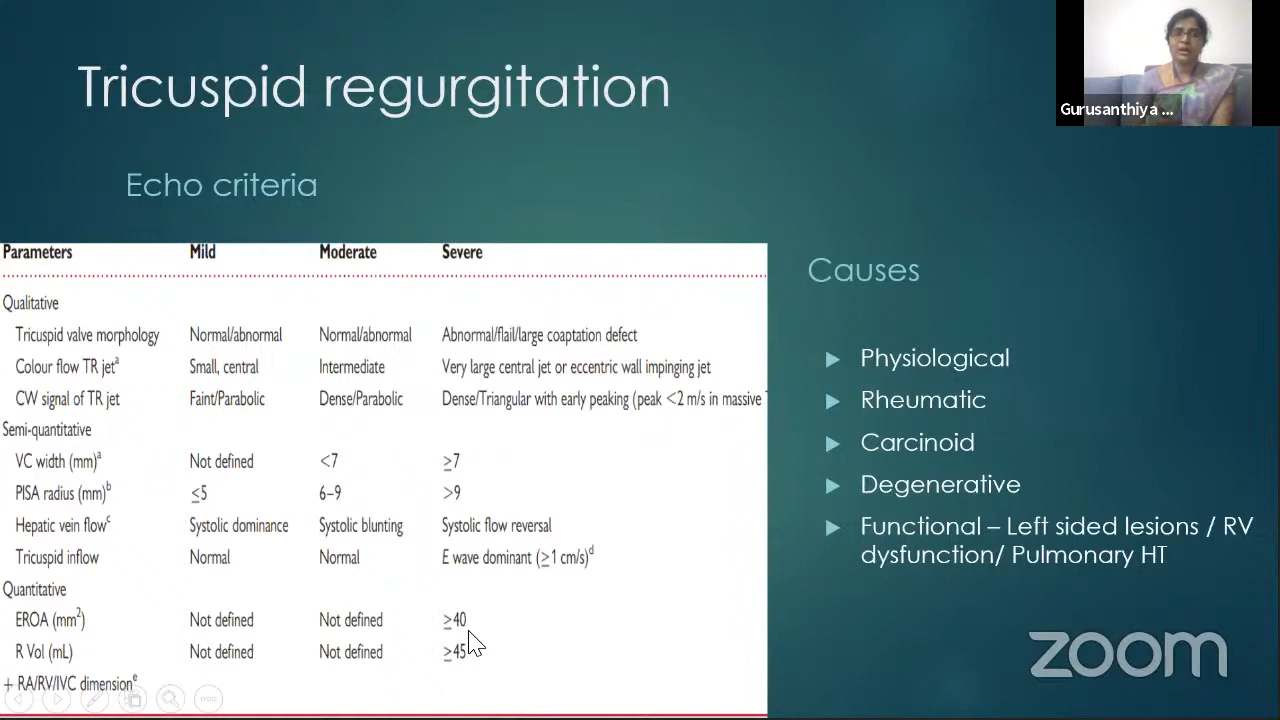 Tricuspid regurgitation
Gurusanthiya ...
Echo criteria
Parameters Mild Moderate Severe
Qualitative
Tricuspid valve morphology Normal/abnormal Normal/abnormal Abnormal/flail/large coaptation defect
Colour flow TR jetᵃ Small, central Intermediate Very large central jet or eccentric wall impinging jet
CW signal of TR jet Faint/Parabolic Dense/Parabolic Dense/Triangular with early peaking (peak <2 m/s in massive T
Semi-quantitative
VC width (mm)ᵃ Not defined <7 ≥7
PISA radius (mm)ᵇ ≤5 6–9 >9
Hepatic vein flowᶜ Systolic dominance Systolic blunting Systolic flow reversal
Tricuspid inflow Normal Normal E wave dominant (≥1 cm/s)ᵈ
Quantitative
EROA (mm²) Not defined Not defined ≥40
R Vol (mL) Not defined Not defined ≥45
+ RA/RV/IVC dimensionᵉ
Causes
Physiological
Rheumatic
Carcinoid
Degenerative
Functional – Left sided lesions / RV
dysfunction/ Pulmonary HT
zoom